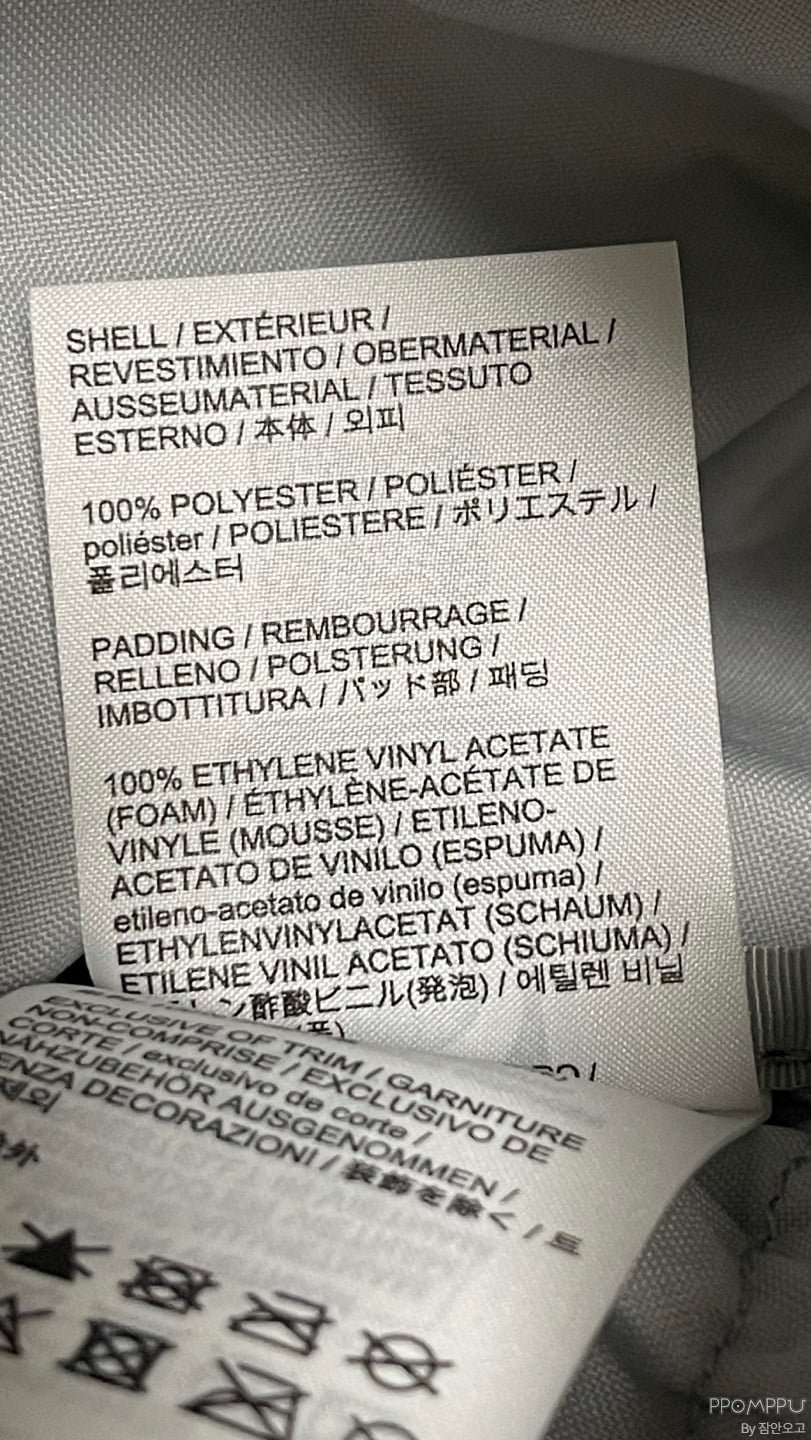 SHELL / EXTÉRIEUR /
REVESTIMIENTO / OBERMATERIAL /
AUSSEUMATERIAL / TESSUTO
ESTERNO / 本体 / 외피
100% POLYESTER / POLIÉSTER /
poliéster / POLIESTERE / ポリエステル /
폴리에스터
PADDING / REMBOURRAGE /
RELLENO / POLSTERUNG /
IMBOTTITURA / パッド部 / 패딩
100% ETHYLENE VINYL ACETATE
(FOAM) / ÉTHYLÈNE-ACÉTATE DE
VINYLE (MOUSSE) / ETILENO-
ACETATO DE VINILO (ESPUMA) /
etileno-acetato de vinilo (espuma) /
ETHYLENVINYLACETAT (SCHAUM) /
ETILENE VINIL ACETATO (SCHIUMA) /
ン酢酸ビニル(発泡) / 에틸렌 비닐
(폼)
EXCLUSIVE OF TRIM / GARNITURE
NON-COMPRISE / EXCLUSIVO DE
CORTE / exclusivo de corte /
NÄHZUBEHÖR AUSGENOMMEN /
ENZA DECORAZIONI / 装飾を除く / 트
제외
外
PPOMPPU
By 잠안오고